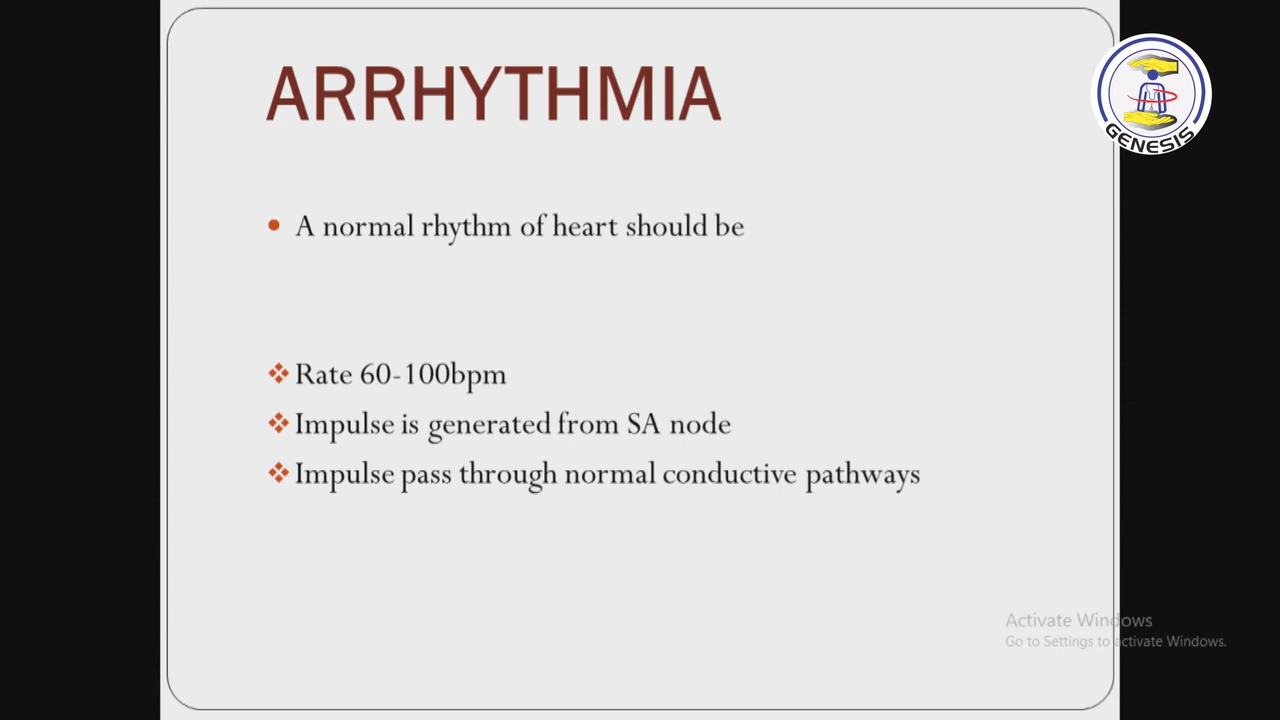 ARRHYTHMIA
GENESIS
• A normal rhythm of heart should be
❖ Rate 60-100bpm
❖ Impulse is generated from SA node
❖ Impulse pass through normal conductive pathways
Activate Windows
Go to Settings to activate Windows.